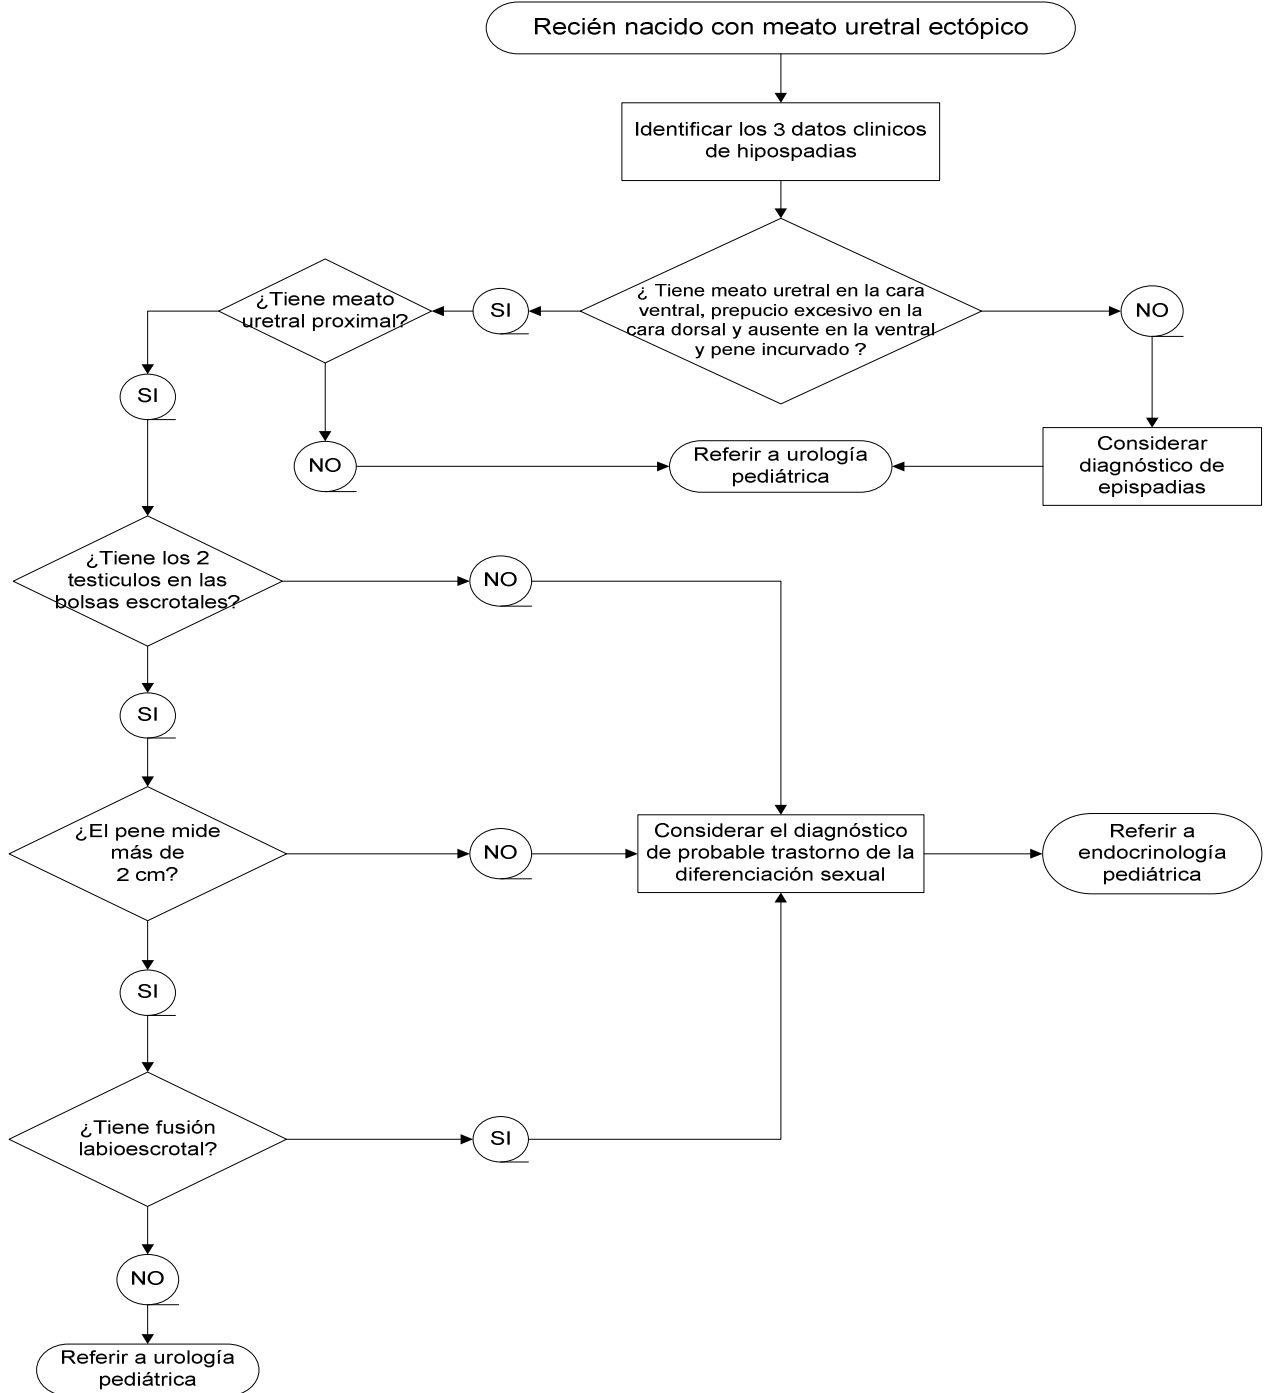 Recién nacido con meato uretral ectópico
Identificar los 3 datos clinicos
de hipospadias
¿ Tiene meato uretral en la cara
ventral, prepucio excesivo en la
cara dorsal y ausente en la ventral
y pene incurvado ?
SI
NO
¿Tiene meato
uretral proximal?
SI
NO
Referir a urología
pediátrica
Considerar
diagnóstico de
epispadias
¿Tiene los 2
testiculos en las
bolsas escrotales?
NO
SI
¿El pene mide
más de
2 cm?
NO
Considerar el diagnóstico
de probable trastorno de la
diferenciación sexual
Referir a
endocrinología
pediátrica
SI
¿Tiene fusión
labioescrotal?
SI
NO
Referir a urología
pediátrica